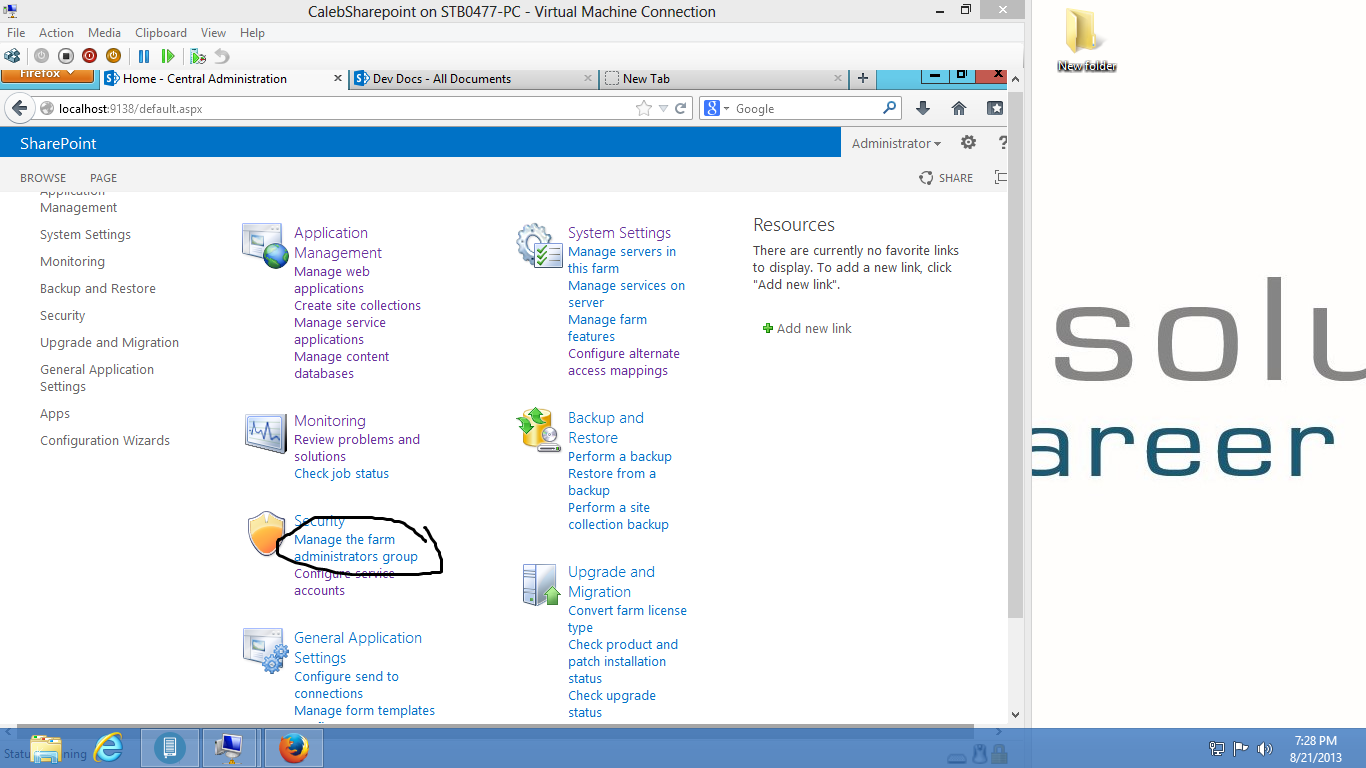 CalebSharepoint on STB0477-PC - Virtual Machine Connection
File Action Media Clipboard View Help
Firefox
Home - Central Administration
Dev Docs - All Documents
New Tab
localhost:9138/default.aspx
Google
SharePoint
Administrator
?
BROWSE PAGE
SHARE
Application
Management
System Settings
Monitoring
Backup and Restore
Security
Upgrade and Migration
General Application
Settings
Apps
Configuration Wizards
Application
Management
Manage web
applications
Create site collections
Manage service
applications
Manage content
databases
Monitoring
Review problems and
solutions
Check job status
Security
Manage the farm
administrators group
Configure service
accounts
General Application
Settings
Configure send to
connections
Manage form templates
System Settings
Manage servers in
this farm
Manage services on
server
Manage farm
features
Configure alternate
access mappings
Backup and
Restore
Perform a backup
Restore from a
backup
Perform a site
collection backup
Upgrade and
Migration
Convert farm license
type
Check product and
patch installation
status
Check upgrade
status
Resources
There are currently no favorite links
to display. To add a new link, click
"Add new link".
Add new link
New folder
solu
areer
7:28 PM
8/21/2013